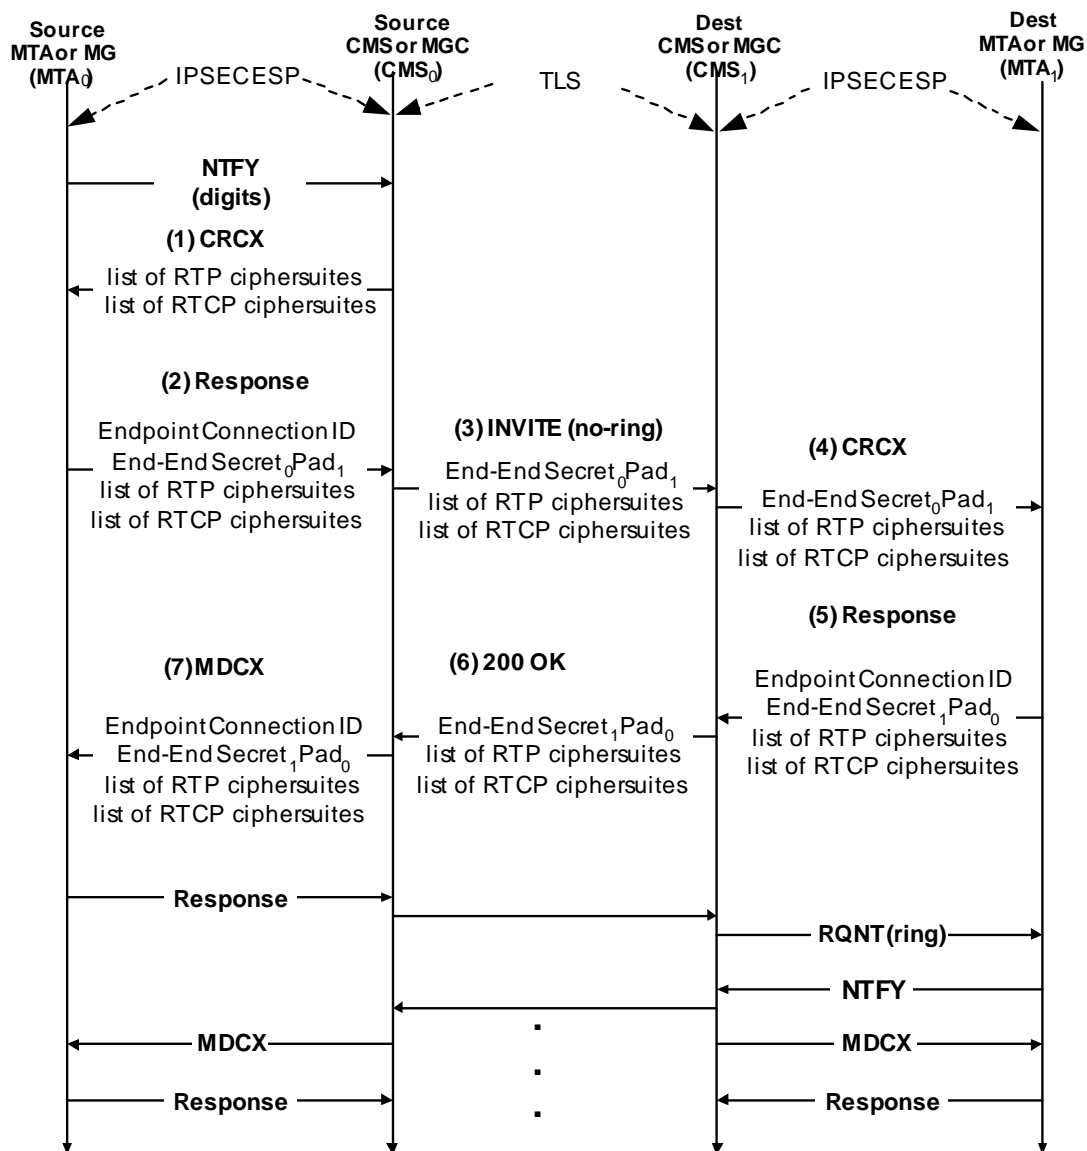 Source
MTA or MG
(MTA0)
Source
CMS or MGC
(CMS0)
Dest
CMS or MGC
(CMS1)
Dest
MTA or MG
(MTA1)
IPSECESP
TLS
IPSECESP
NTFY
(digits)
(1) CRCX
list of RTP ciphersuites
list of RTCP ciphersuites
(2) Response
Endpoint Connection ID
End-End Secret0Pad1
list of RTP ciphersuites
list of RTCP ciphersuites
(3) INVITE (no-ring)
End-End Secret0Pad1
list of RTP ciphersuites
list of RTCP ciphersuites
(4) CRCX
End-End Secret0Pad1
list of RTP ciphersuites
list of RTCP ciphersuites
(5) Response
Endpoint Connection ID
End-End Secret1Pad0
list of RTP ciphersuites
list of RTCP ciphersuites
(6) 200 OK
End-End Secret1Pad0
list of RTP ciphersuites
list of RTCP ciphersuites
(7) MDCX
Endpoint Connection ID
End-End Secret1Pad0
list of RTP ciphersuites
list of RTCP ciphersuites
Response
RQNT (ring)
NTFY
MDCX
MDCX
Response
Response